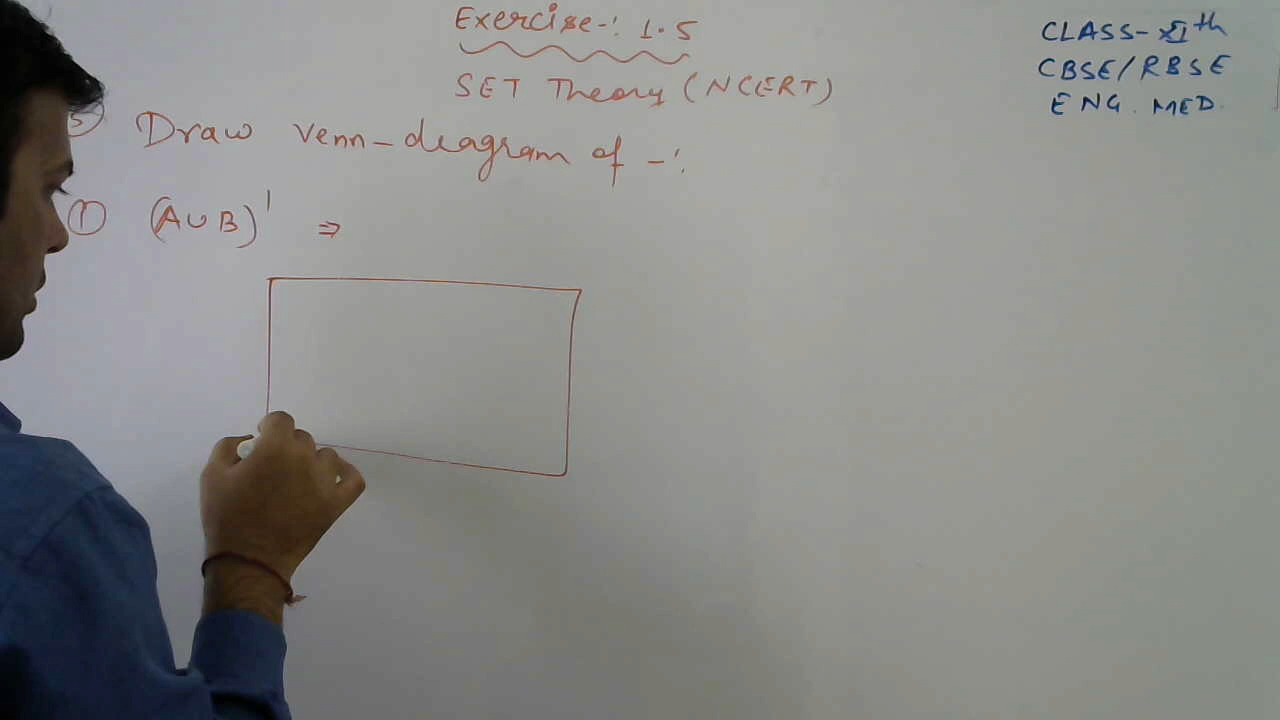 Exercise-: 1.5
SET Theory (NCERT)
CLASS-XIth
CBSE/RBSE
ENG. MED.
Draw venn-diagram of -:
① (A∪B)' ⇒